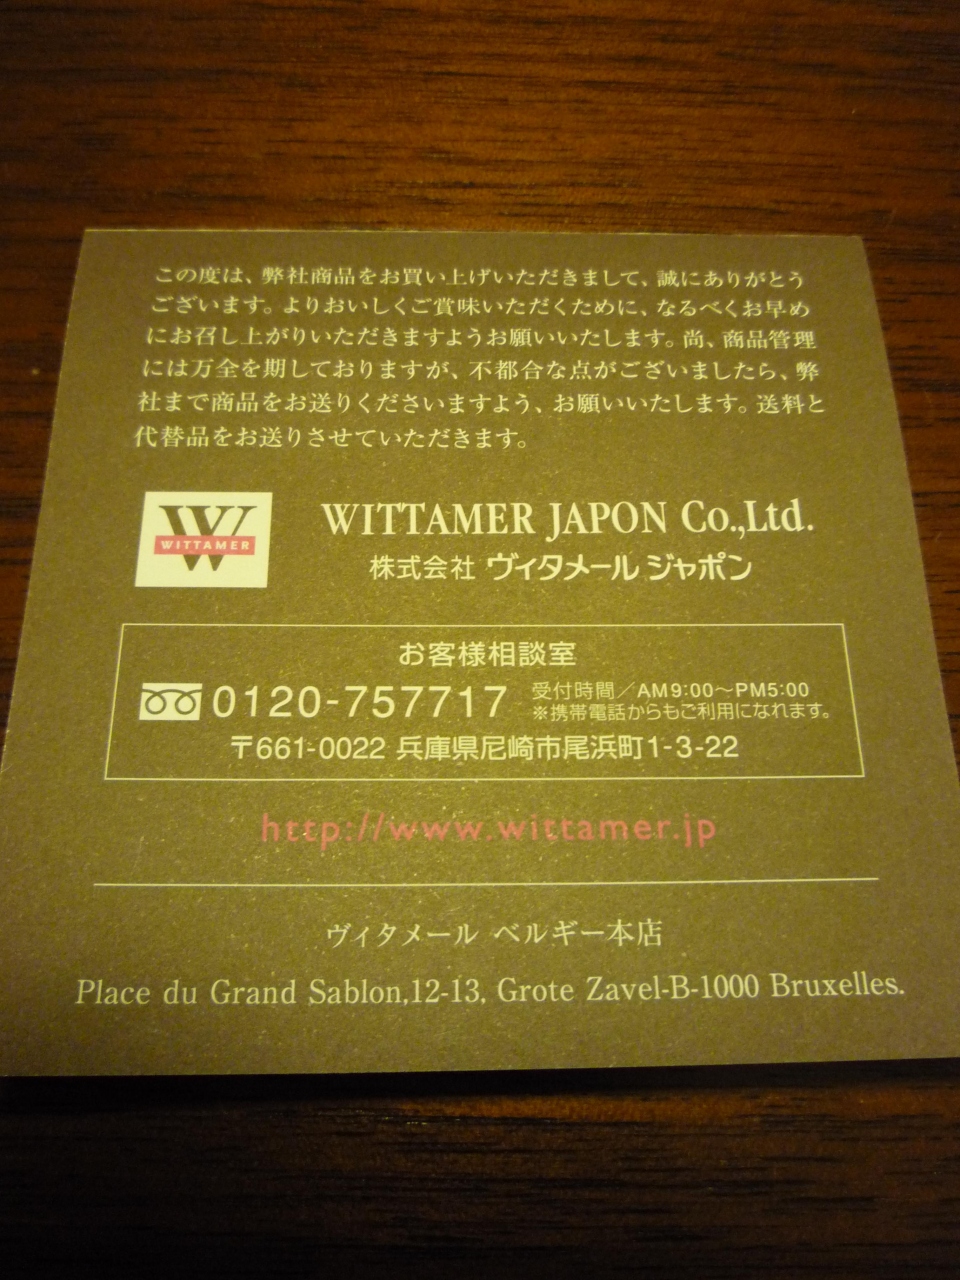 この度は、弊社商品をお買い上げいただきまして、誠にありがとう
ございます。よりおいしくご賞味いただくために、なるべくお早め
にお召し上がりいただきますようお願いいたします。尚、商品管理
には万全を期しておりますが、不都合な点がございましたら、弊
社まで商品をお送りくださいますよう、お願いいたします。送料と
代替品をお送りさせていただきます。
W
WITTAMER
WITTAMER JAPON Co.,Ltd.
株式会社 ヴィタメール ジャポン
お客様相談室
0120-757717
受付時間／AM9:00〜PM5:00
※携帯電話からもご利用になれます。
〒661-0022 兵庫県尼崎市尾浜町1-3-22
http://www.wittamer.jp
ヴィタメール ベルギー本店
Place du Grand Sablon,12-13, Grote Zavel-B-1000 Bruxelles.